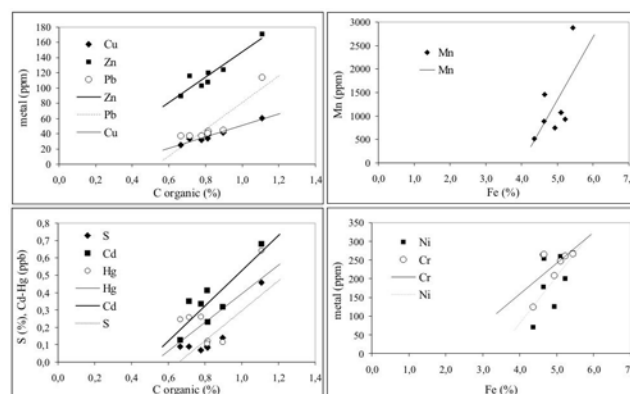 metal (ppm)
180
160
140
120
100
80
60
40
20
0
0,0 0,2 0,4 0,6 0,8 1,0 1,2 1,4
C organic (%)
Cu
Zn
Pb
Zn
Pb
Cu
Mn (ppm)
3000
2500
2000
1500
1000
500
0
0,0 1,0 2,0 3,0 4,0 5,0 6,0 7,
Fe (%)
Mn
Mn
S (%), Cd-Hg (ppb)
0,8
0,7
0,6
0,5
0,4
0,3
0,2
0,1
0,0
0,0 0,2 0,4 0,6 0,8 1,0 1,2 1,4
C organic (%)
S
Cd
Hg
Hg
Cd
S
metal (ppm)
350
300
250
200
150
100
50
0
0,0 1,0 2,0 3,0 4,0 5,0 6,0 7,
Fe (%)
Ni
Cr
Cr
Ni